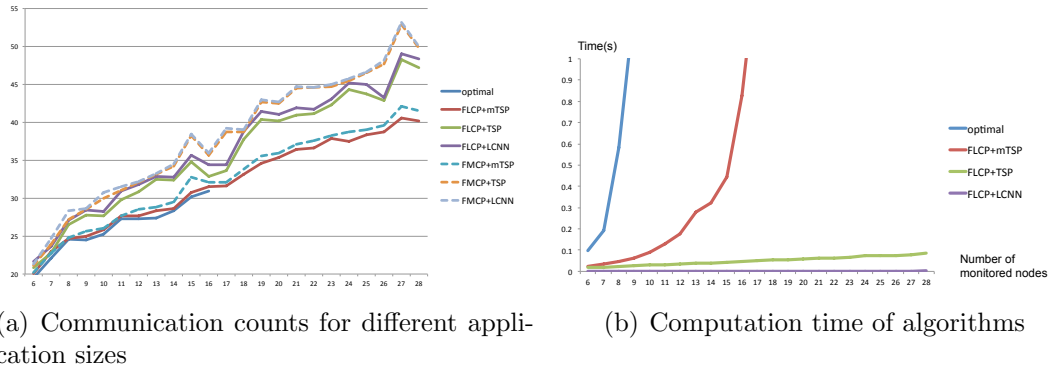 55
50
45
40
35
30
25
20
6 7 8 9 10 11 12 13 14 15 16 17 18 19 20 21 22 23 24 25 26 27 28
optimal
FLCP+mTSP
FLCP+TSP
FLCP+LCNN
FMCP+mTSP
FMCP+TSP
FMCP+LCNN
(a) Communication counts for different appli-
cation sizes
Time(s)
1
0.9
0.8
0.7
0.6
0.5
0.4
0.3
0.2
0.1
0
6 7 8 9 10 11 12 13 14 15 16 17 18 19 20 21 22 23 24 25 26 27 28
optimal
FLCP+mTSP
FLCP+TSP
FLCP+LCNN
Number of
monitored nodes
(b) Computation time of algorithms